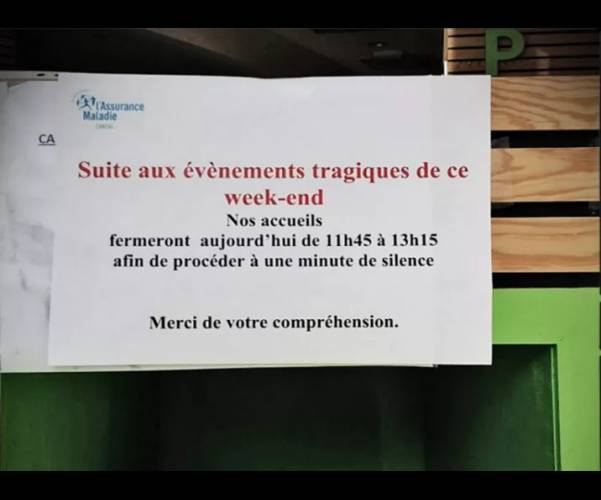 P
l'Assurance
Maladie
CA
Suite aux évènements tragiques de ce
week-end
Nos accueils
fermeront aujourd'hui de 11h45 à 13h15
afin de procéder à une minute de silence
Merci de votre compréhension.